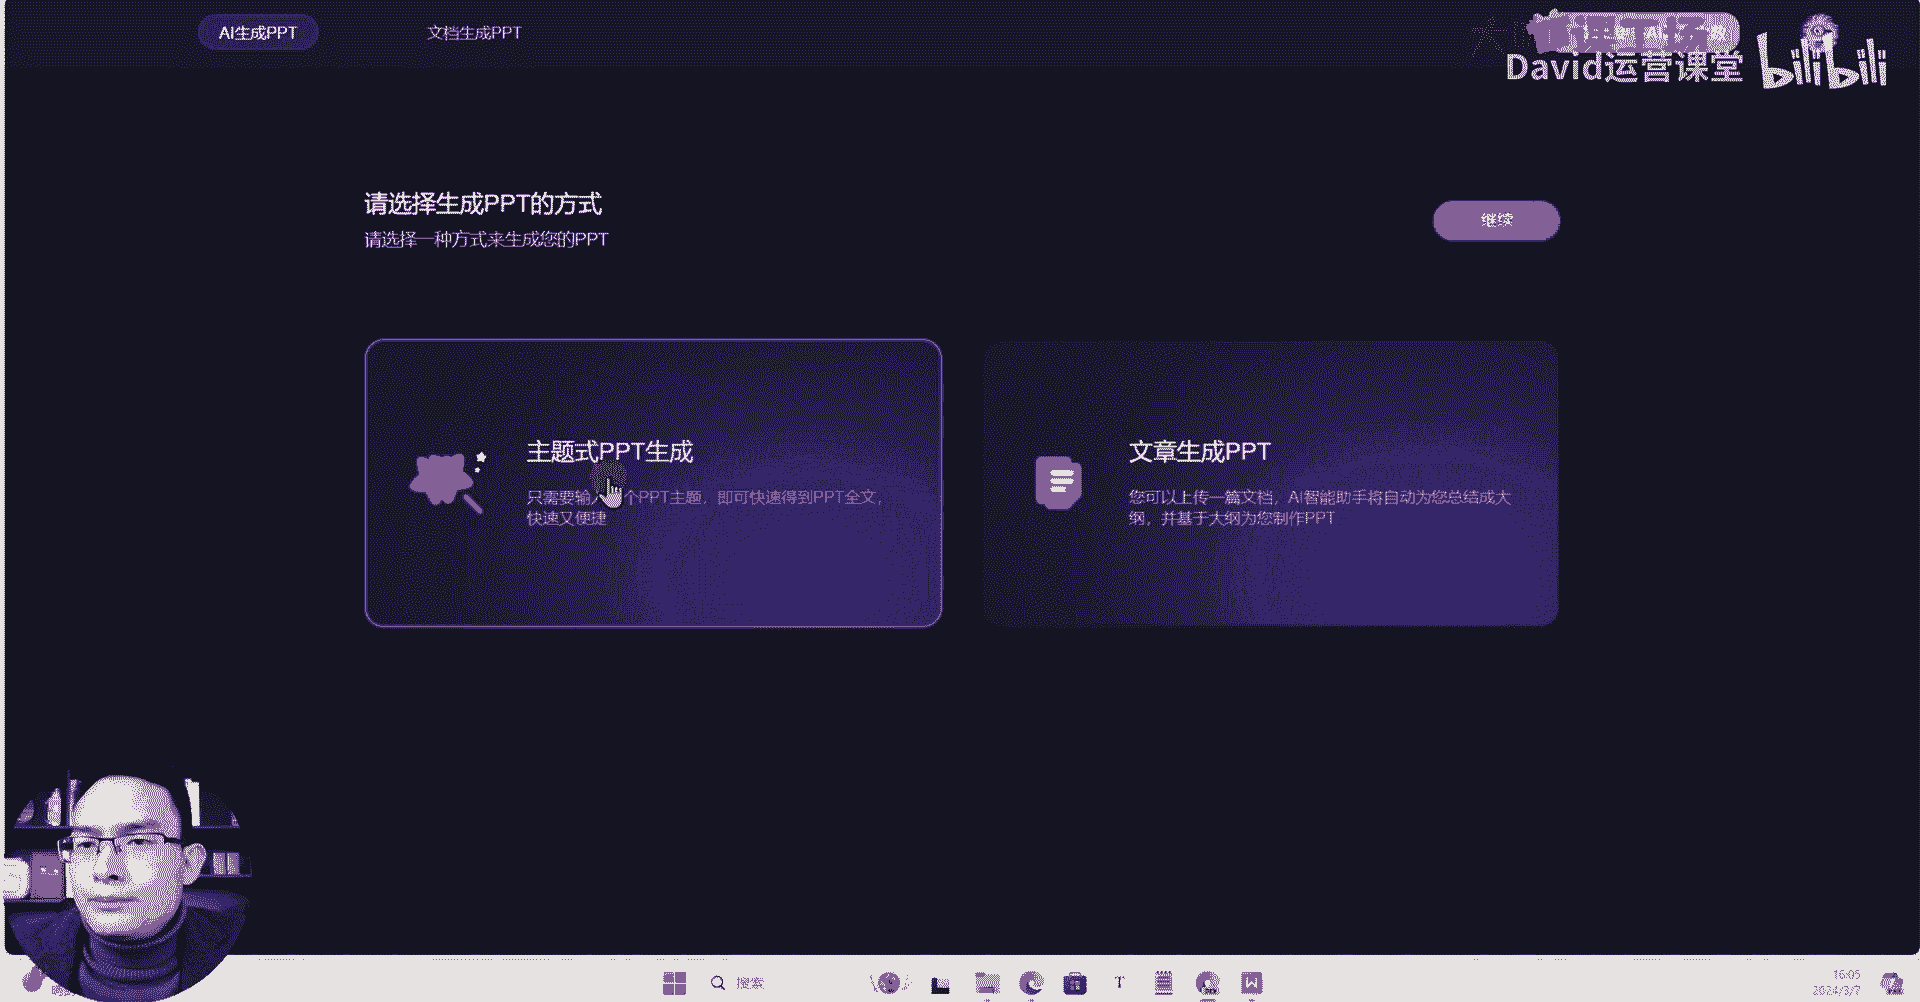 AI生成PPT
文档生成PPT
David运营课堂
bilibili
请选择生成PPT的方式
请选择一种方式来生成您的PPT
继续
主题式PPT生成
只需要输入 个PPT主题，即可快速得到PPT全文，
快速又便捷
文章生成PPT
您可以上传一篇文档，AI智能助手将自动为您总结成大
纲，并基于大纲为您制作PPT
搜索
16:05
2024/3/7